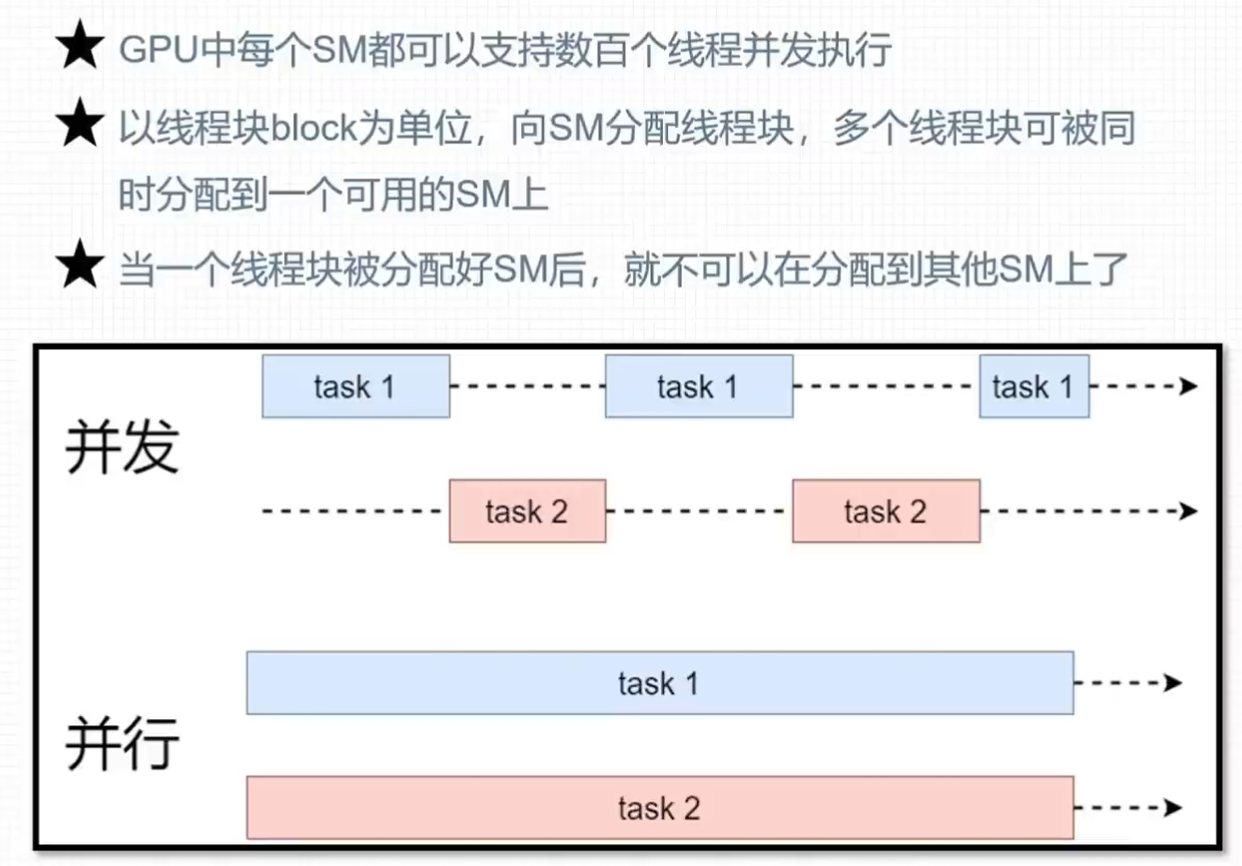 GPU中每个SM都可以支持数百个线程并发执行
以线程块block为单位，向SM分配线程块，多个线程块可被同
时分配到一个可用的SM上
当一个线程块被分配好SM后，就不可以在分配到其他SM上了
task 1 task 1 task 1
并发
task 2 task 2
task 1
并行
task 2